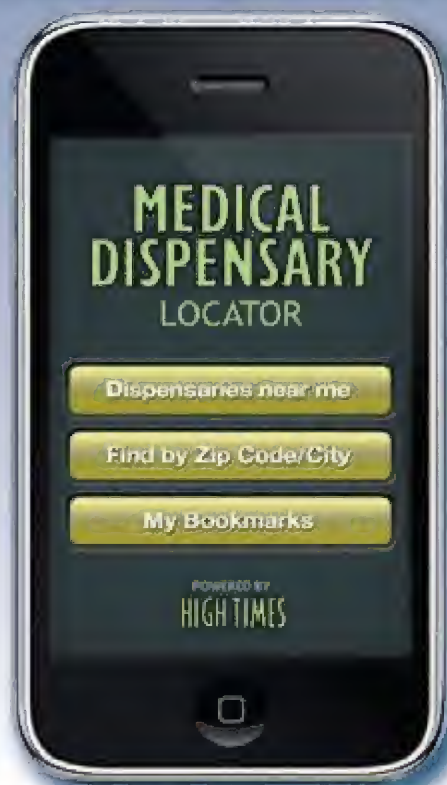 MEDICAL
DISPENSARY
LOCATOR
Dispensaries near me
Find by Zip Code/City
My Bookmarks
POWERED BY
HIGH TIMES